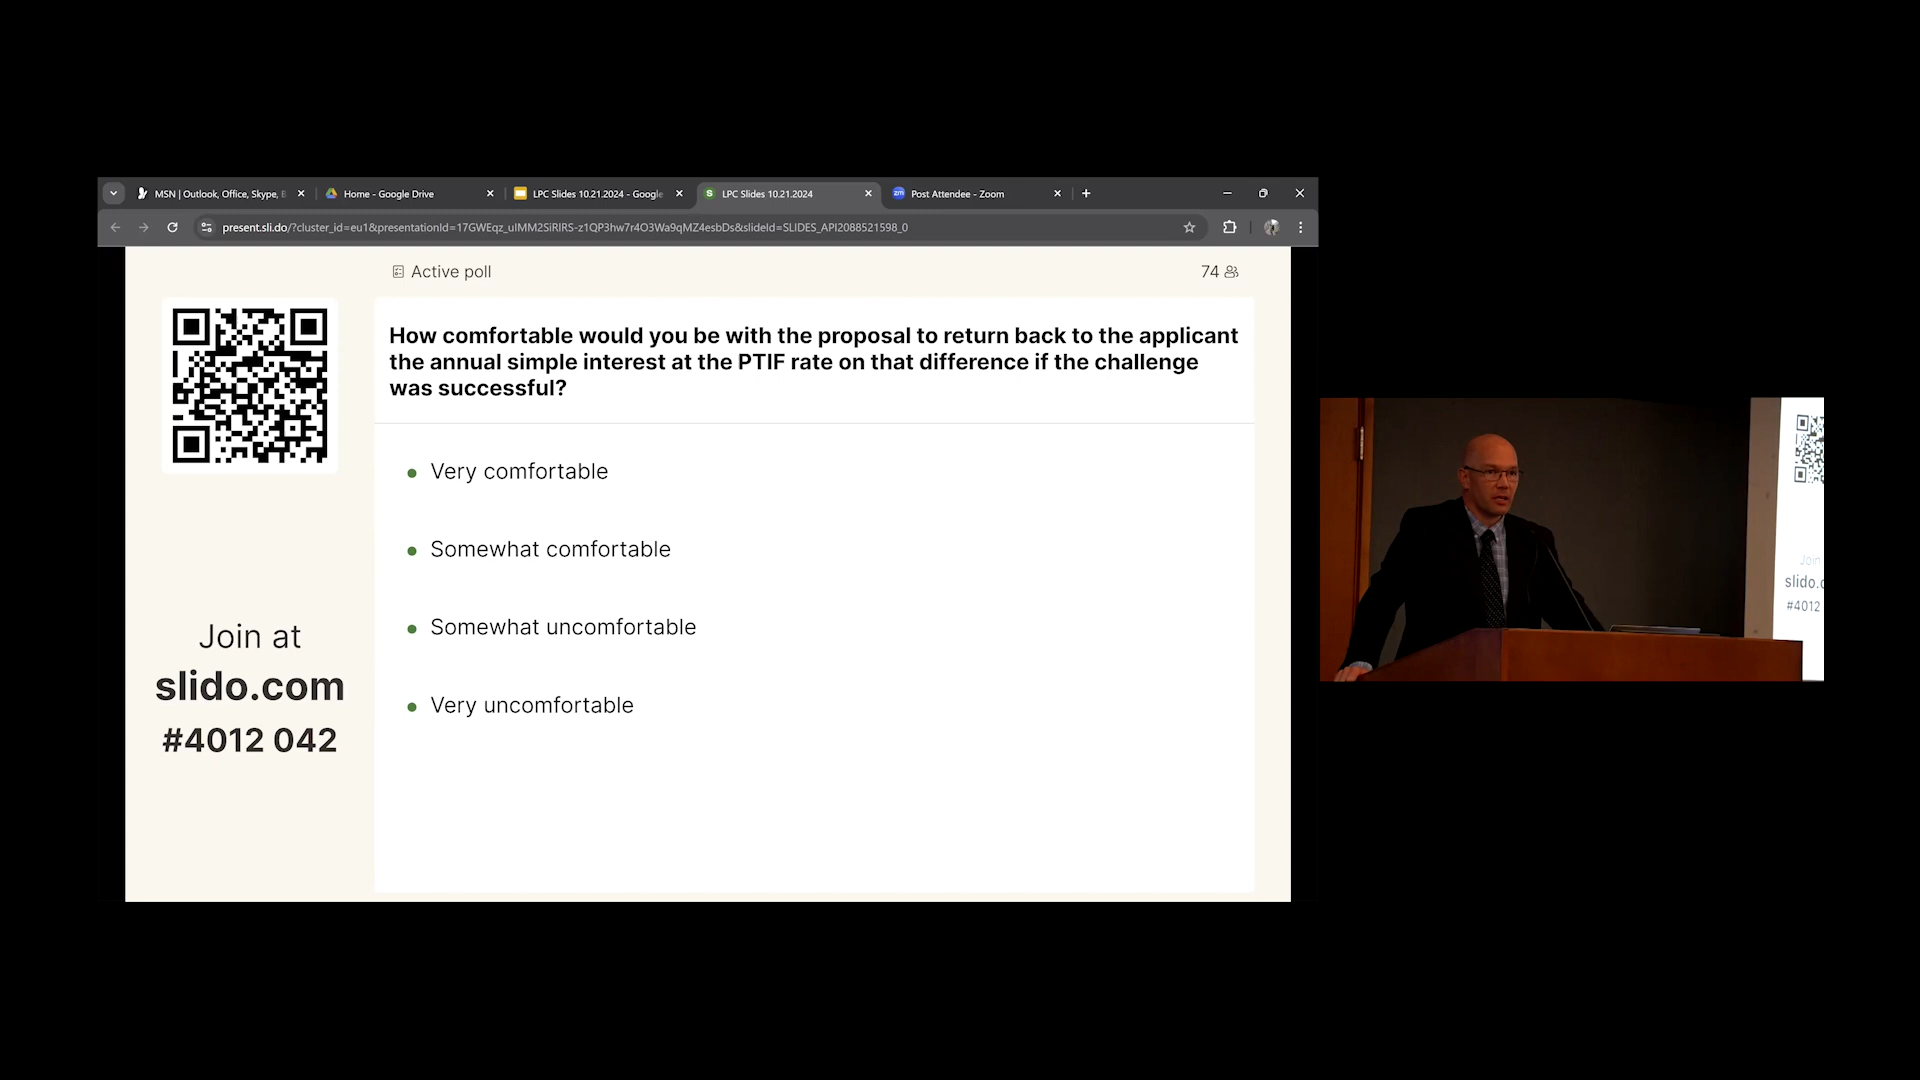 MSN | Outlook, Office, Skype, B
Home - Google Drive
LPC Slides 10.21.2024 - Google
S
LPC Slides 10.21.2024
zm
Post Attendee - Zoom
present.sli.do/?cluster_id=eu1&presentationId=17GWEqz_uIMM2SiRIRS-z1QP3hw7r4O3Wa9qMZ4esbDs&slideId=SLIDES_API2088521598_0
Active poll
74
How comfortable would you be with the proposal to return back to the applicant
the annual simple interest at the PTIF rate on that difference if the challenge
was successful?
Very comfortable
Somewhat comfortable
Somewhat uncomfortable
Very uncomfortable
Join at
slido.com
#4012 042
Join
slido.c
#4012